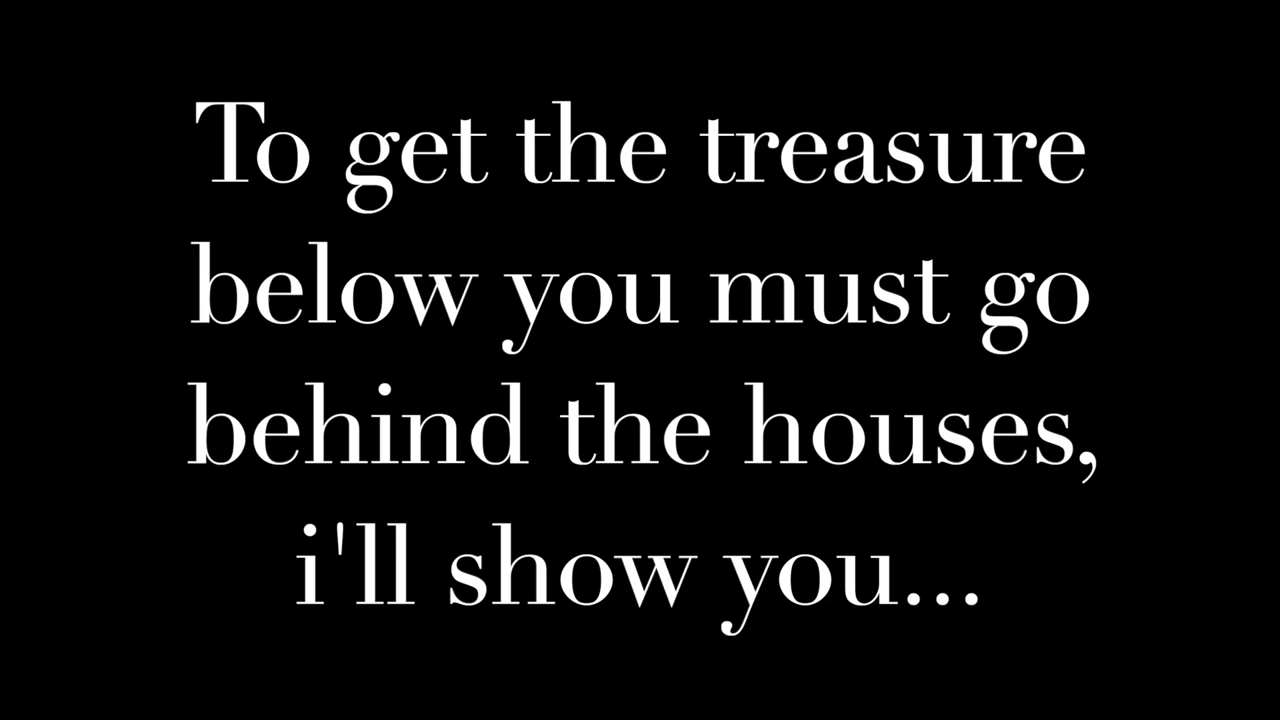 To get the treasure
below you must go
behind the houses,
i'll show you...